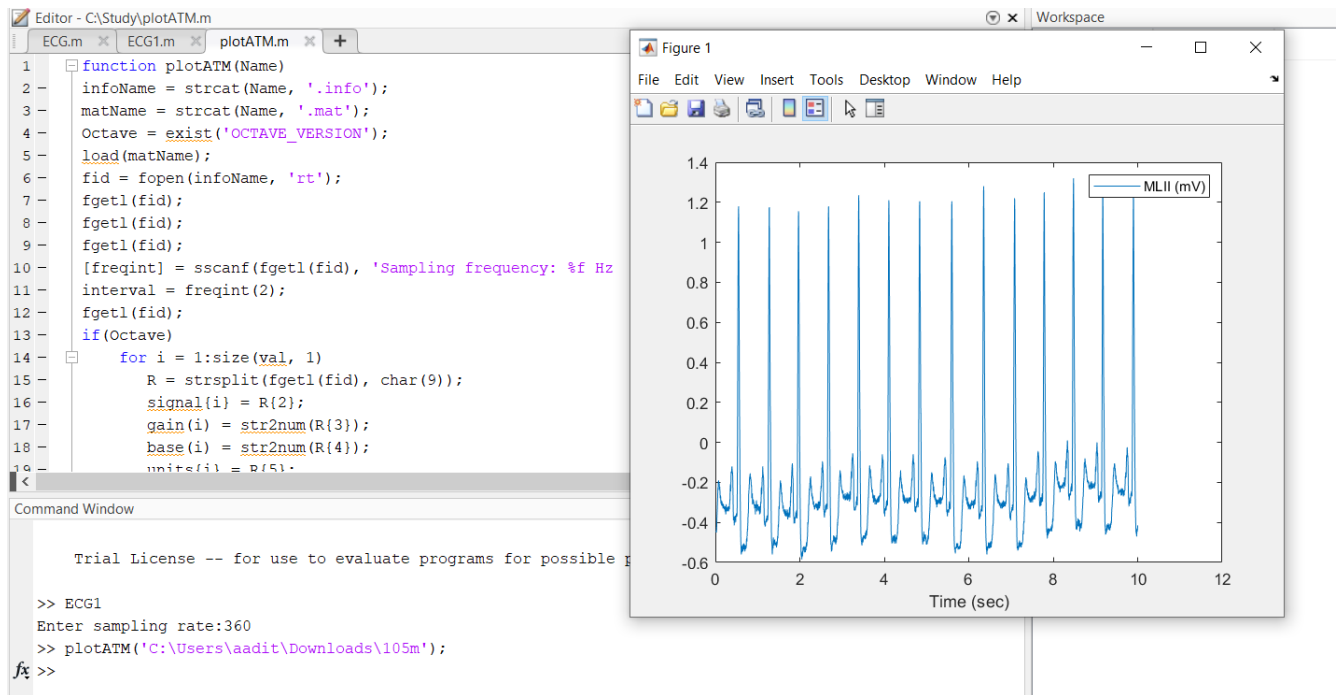 Editor - C:\Study\plotATM.m
Workspace
ECG.m ECG1.m plotATM.m
1 function plotATM(Name)
2 - infoName = strcat(Name, '.info');
3 - matName = strcat(Name, '.mat');
4 - Octave = exist('OCTAVE_VERSION');
5 - load(matName);
6 - fid = fopen(infoName, 'rt');
7 - fgetl(fid);
8 - fgetl(fid);
9 - fgetl(fid);
10 - [freqint] = sscanf(fgetl(fid), 'Sampling frequency: %f Hz
11 - interval = freqint(2);
12 - fgetl(fid);
13 - if(Octave)
14 - for i = 1:size(val, 1)
15 - R = strsplit(fgetl(fid), char(9));
16 - signal{i} = R{2};
17 - gain(i) = str2num(R{3});
18 - base(i) = str2num(R{4});
19 - units{i} = R{5};
Command Window
Trial License -- for use to evaluate programs for possible
>> ECG1
Enter sampling rate:360
>> plotATM('C:\Users\aadit\Downloads\105m');
fx >>
Figure 1
File Edit View Insert Tools Desktop Window Help
MLII (mV)
1.4
1.2
1
0.8
0.6
0.4
0.2
0
-0.2
-0.4
-0.6
0 2 4 6 8 10 12
Time (sec)